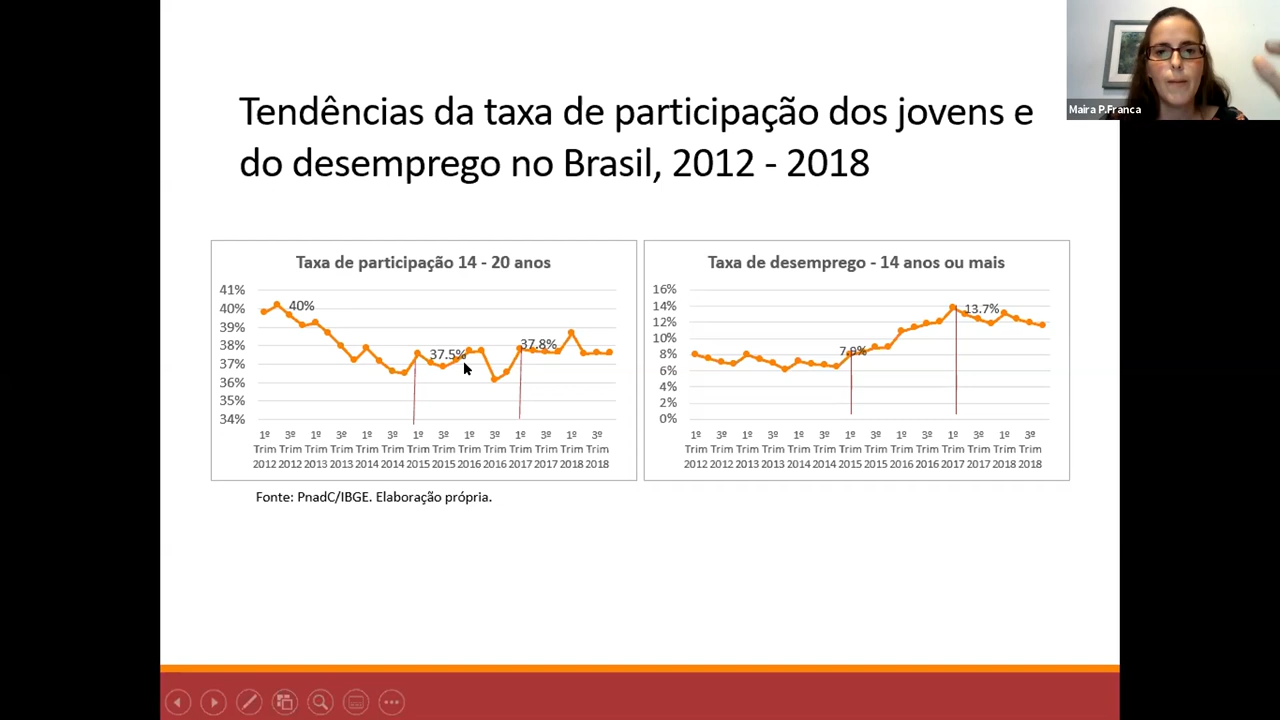 Maira P.Franca
Tendências da taxa de participação dos jovens e
do desemprego no Brasil, 2012 - 2018
Taxa de participação 14 - 20 anos
41%
40%
39%
38%
37%
36%
35%
34%
40%
37.5%
37.8%
1º 3º 1º 3º 1º 3º 1º 3º 1º 3º 1º 3º 1º 3º
Trim Trim Trim Trim Trim Trim Trim Trim Trim Trim Trim Trim Trim Trim
2012 2012 2013 2013 2014 2014 2015 2015 2016 2016 2017 2017 2018 2018
Taxa de desemprego - 14 anos ou mais
16%
14%
12%
10%
8%
6%
4%
2%
0%
7.9%
13.7%
1º 3º 1º 3º 1º 3º 1º 3º 1º 3º 1º 3º 1º 3º
Trim Trim Trim Trim Trim Trim Trim Trim Trim Trim Trim Trim Trim Trim
2012 2012 2013 2013 2014 2014 2015 2015 2016 2016 2017 2017 2018 2018
Fonte: PnadC/IBGE. Elaboração própria.